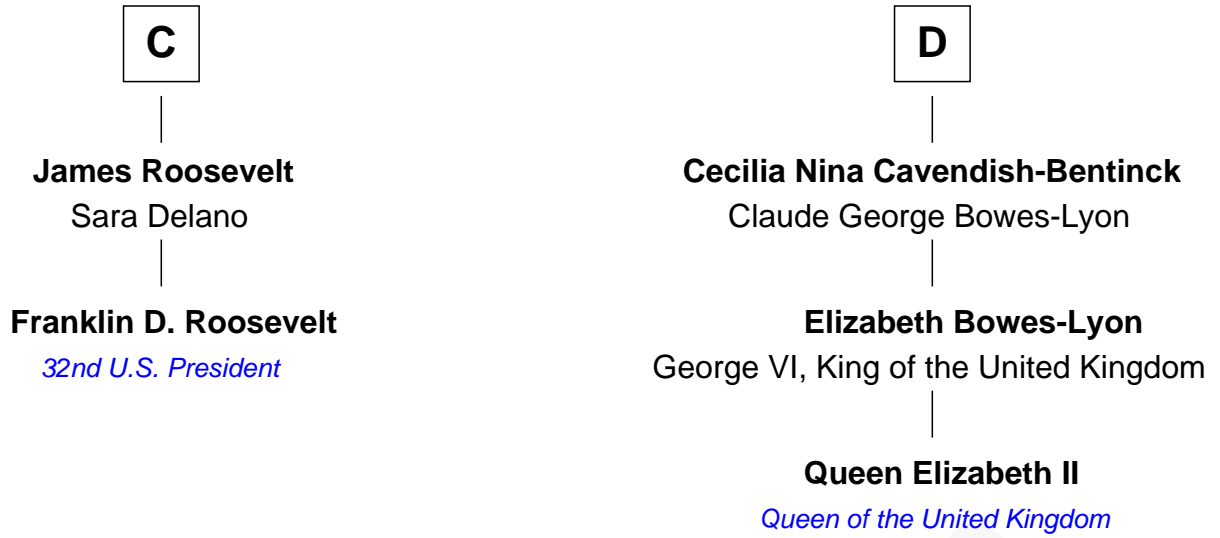 C
James Roosevelt
Sara Delano
Franklin D. Roosevelt
32nd U.S. President
D
Cecilia Nina Cavendish-Bentinck
Claude George Bowes-Lyon
Elizabeth Bowes-Lyon
George VI, King of the United Kingdom
Queen Elizabeth II
Queen of the United Kingdom